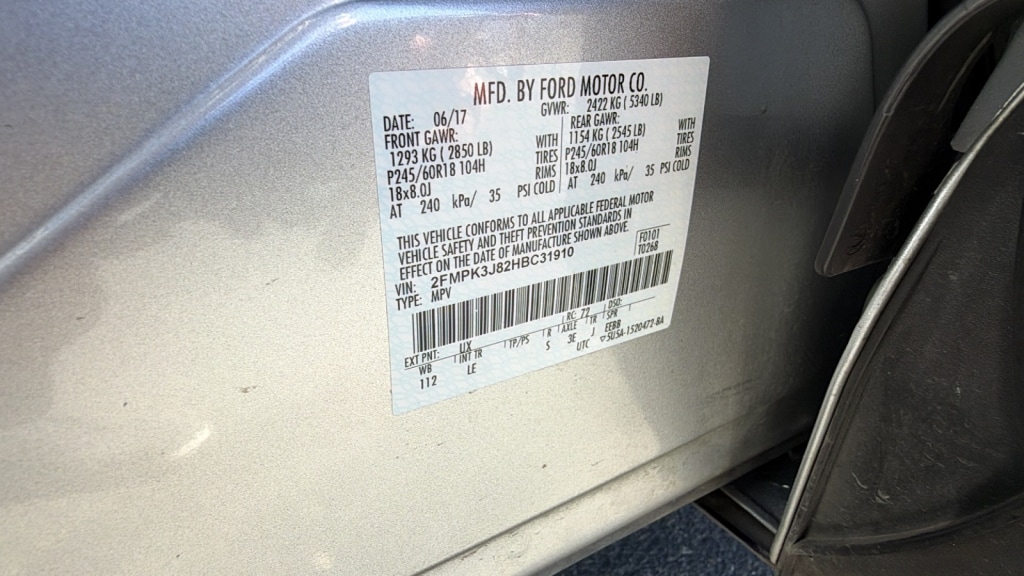 MFD. BY FORD MOTOR CO.
DATE: 06/17 GVWR: 2422 KG ( 5340 LB)
FRONT GAWR: REAR GAWR:
1293 KG ( 2850 LB) WITH 1154 KG ( 2545 LB) WITH
P245/60R18 104H TIRES P245/60R18 104H TIRES
18x8.0J RIMS 18x8.0J RIMS
AT 240 kPa/ 35 PSI COLD AT 240 kPa/ 35 PSI COLD
THIS VEHICLE CONFORMS TO ALL APPLICABLE FEDERAL MOTOR
VEHICLE SAFETY AND THEFT PREVENTION STANDARDS IN
EFFECT ON THE DATE OF MANUFACTURE SHOWN ABOVE.
VIN: 2FMPK3J82HBC31910 F0101
TYPE: MPV T0268
EXT PNT: UX RC: 72 DSO:
WB INT TR TP/PS R AXLE TR SPR
112 LE 5 3E J EEBB
UTC ▽5U5A-1520472-BA